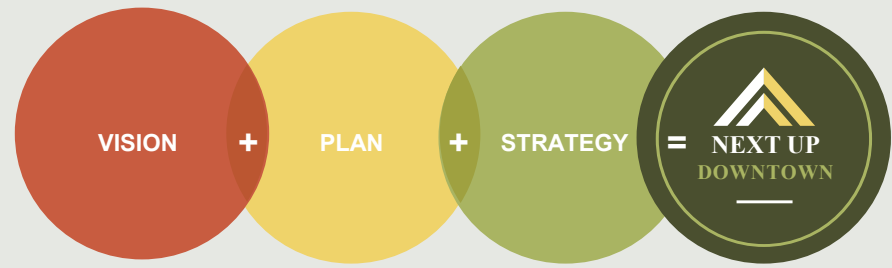 VISION + PLAN + STRATEGY = NEXT UP
DOWNTOWN